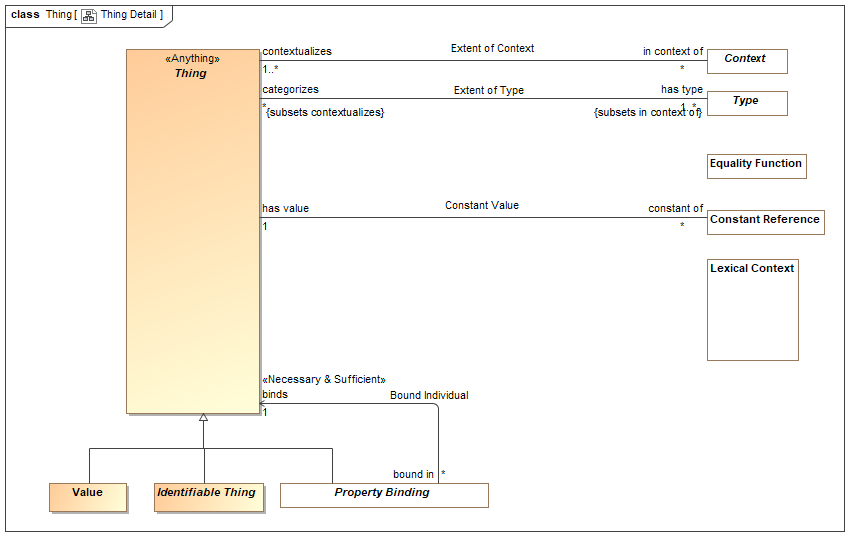 class Thing [ Thing Detail ]
«Anything»
Thing
contextualizes
Extent of Context
in context of
1..*
*
Context
categorizes
Extent of Type
has type
*
1..*
{subsets contextualizes}
{subsets in context of}
Type
Equality Function
has value
Constant Value
constant of
1
*
Constant Reference
Lexical Context
«Necessary & Sufficient»
binds
Bound Individual
1
bound in
*
Value
Identifiable Thing
Property Binding